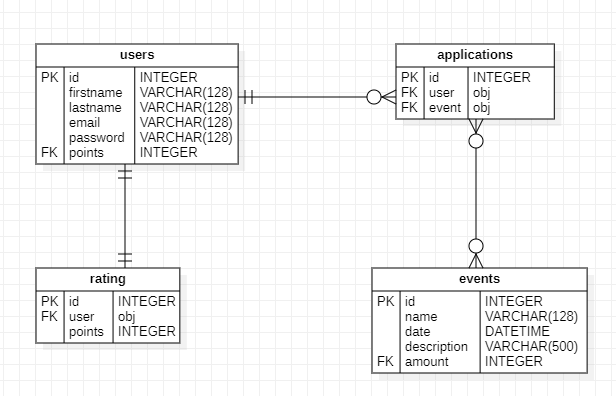 users
PK id INTEGER
firstname VARCHAR(128)
lastname VARCHAR(128)
email VARCHAR(128)
password VARCHAR(128)
FK points INTEGER
applications
PK id INTEGER
FK user obj
FK event obj
rating
PK id INTEGER
FK user obj
points INTEGER
events
PK id INTEGER
name VARCHAR(128)
date DATETIME
description VARCHAR(500)
FK amount INTEGER